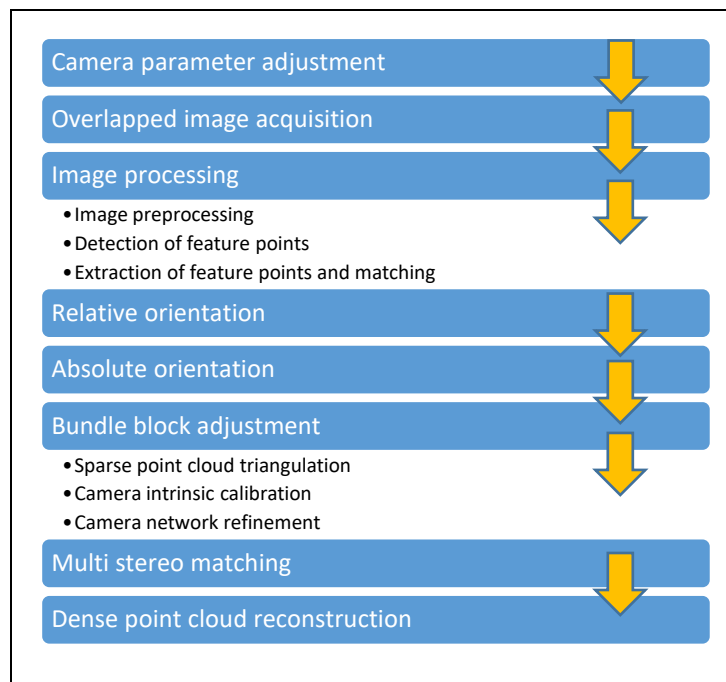 Camera parameter adjustment
Overlapped image acquisition
Image processing
•Image preprocessing
•Detection of feature points
•Extraction of feature points and matching
Relative orientation
Absolute orientation
Bundle block adjustment
•Sparse point cloud triangulation
•Camera intrinsic calibration
•Camera network refinement
Multi stereo matching
Dense point cloud reconstruction